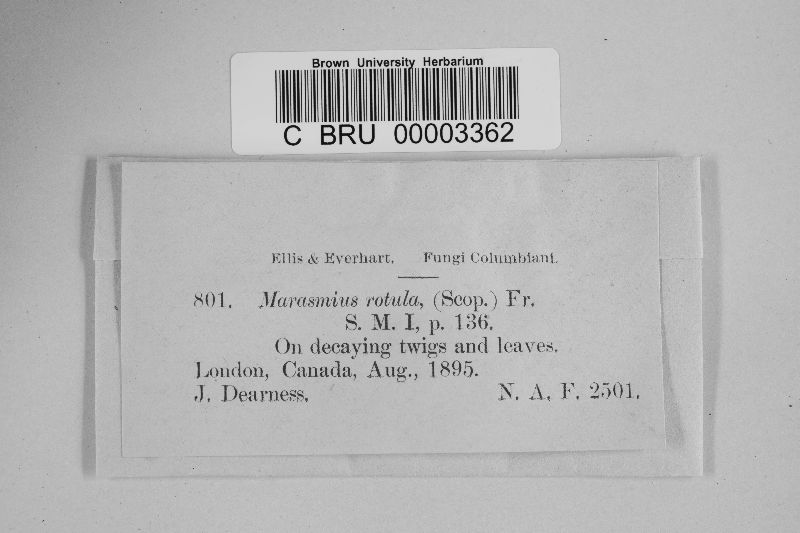 Brown University Herbarium
C BRU 00003362
Ellis & Everhart. Fungi Columbiani.
801. Marasmius rotula, (Scop.) Fr.
S. M. I, p. 136.
On decaying twigs and leaves.
London, Canada, Aug., 1895.
J. Dearness. N. A. F. 2501.